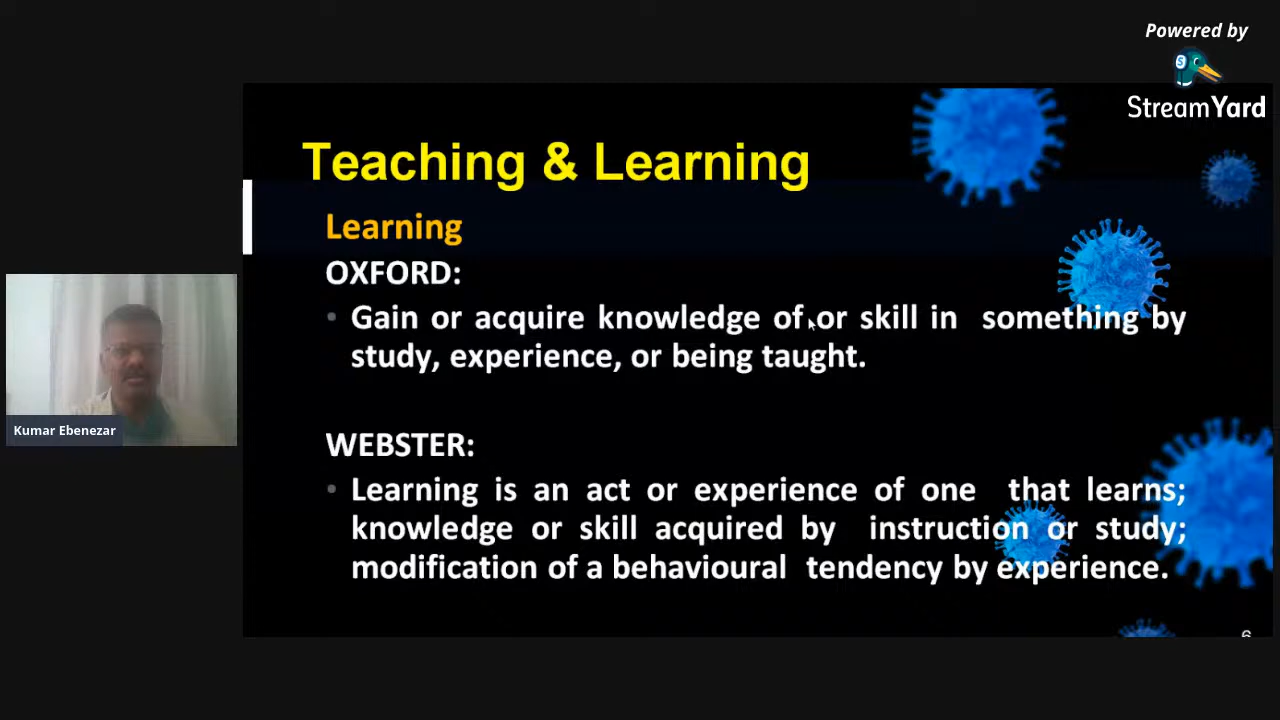 Powered by
StreamYard
Teaching & Learning
Learning
OXFORD:
• Gain or acquire knowledge of or skill in something by
study, experience, or being taught.
WEBSTER:
• Learning is an act or experience of one that learns;
knowledge or skill acquired by instruction or study;
modification of a behavioural tendency by experience.
Kumar Ebenezar
6